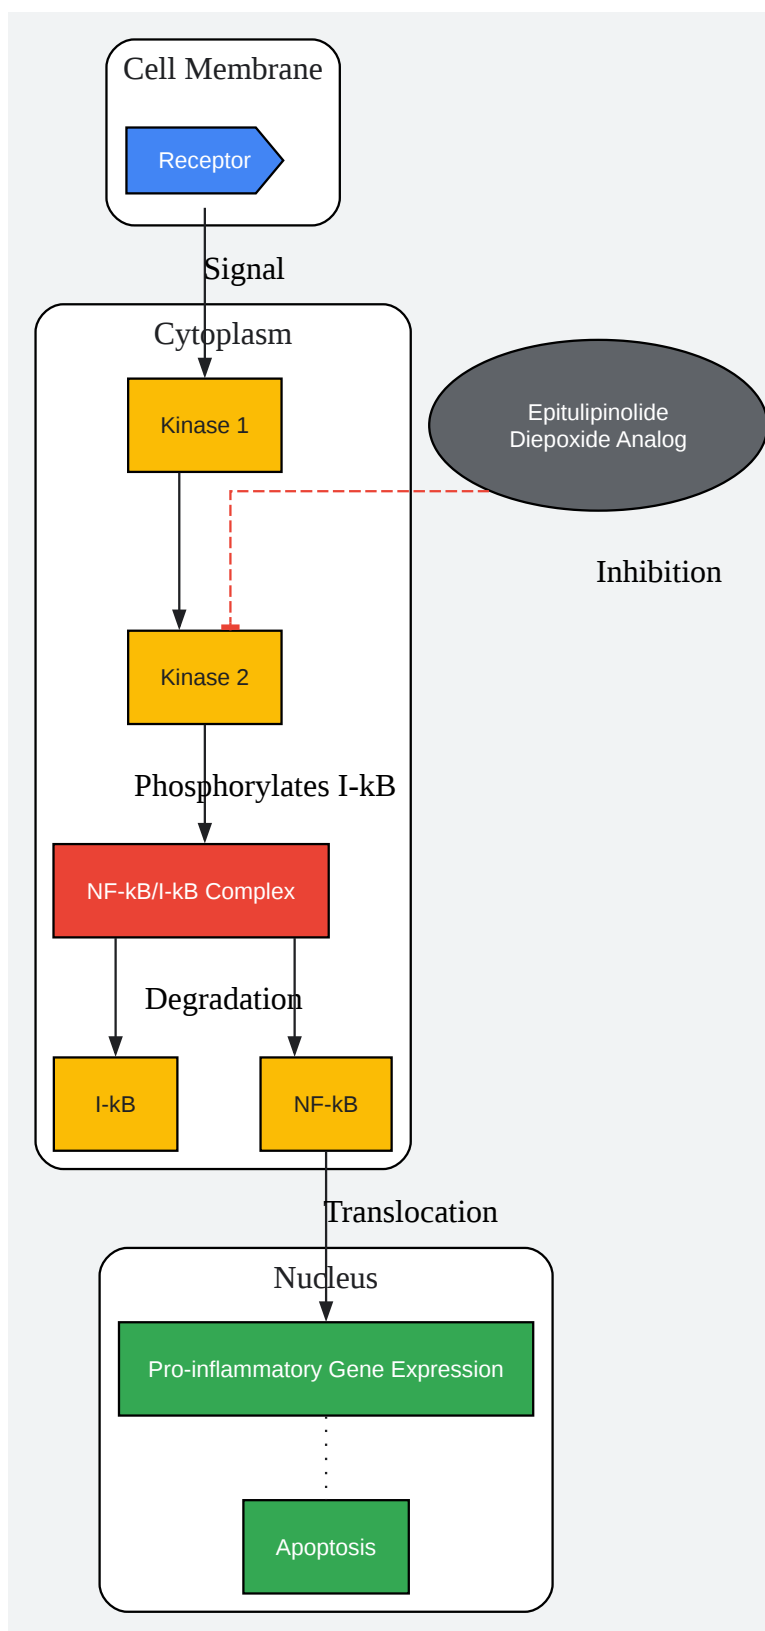 Cell Membrane
Receptor
Signal
Cytoplasm
Kinase 1
Epitulipinolide
Diepoxide Analog
Inhibition
Kinase 2
Phosphorylates I-kB
NF-kB/I-kB Complex
Degradation
I-kB
NF-kB
Translocation
Nucleus
Pro-inflammatory Gene Expression
Apoptosis